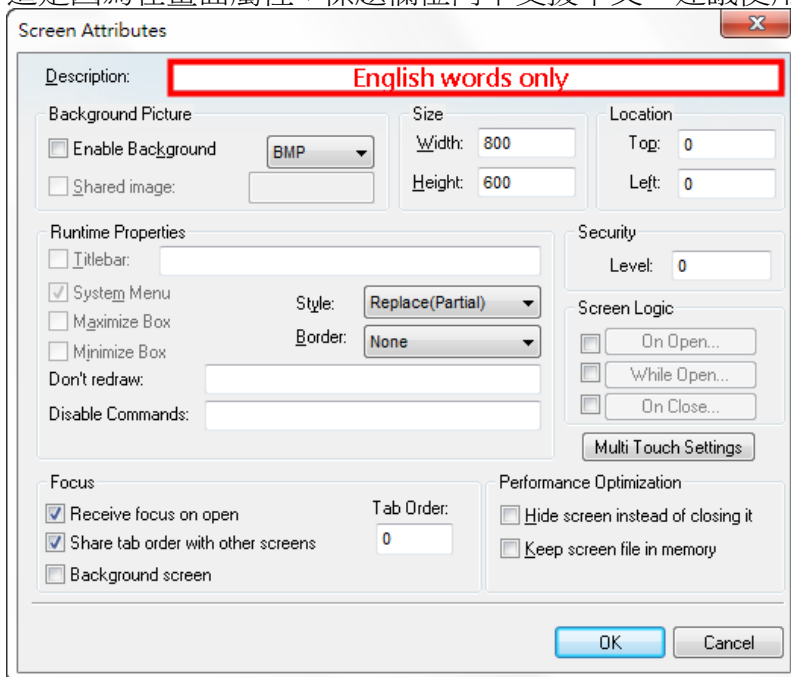 Screen Attributes
Description: English words only
Background Picture
Enable Background BMP
Shared image:
Size
Width: 800
Height: 600
Location
Top: 0
Left: 0
Runtime Properties
Titlebar:
System Menu
Maximize Box
Minimize Box
Style: Replace(Partial)
Border: None
Don't redraw:
Disable Commands:
Security
Level: 0
Screen Logic
On Open...
While Open...
On Close...
Multi Touch Settings
Focus
Receive focus on open
Share tab order with other screens
Background screen
Tab Order:
0
Performance Optimization
Hide screen instead of closing it
Keep screen file in memory
OK Cancel